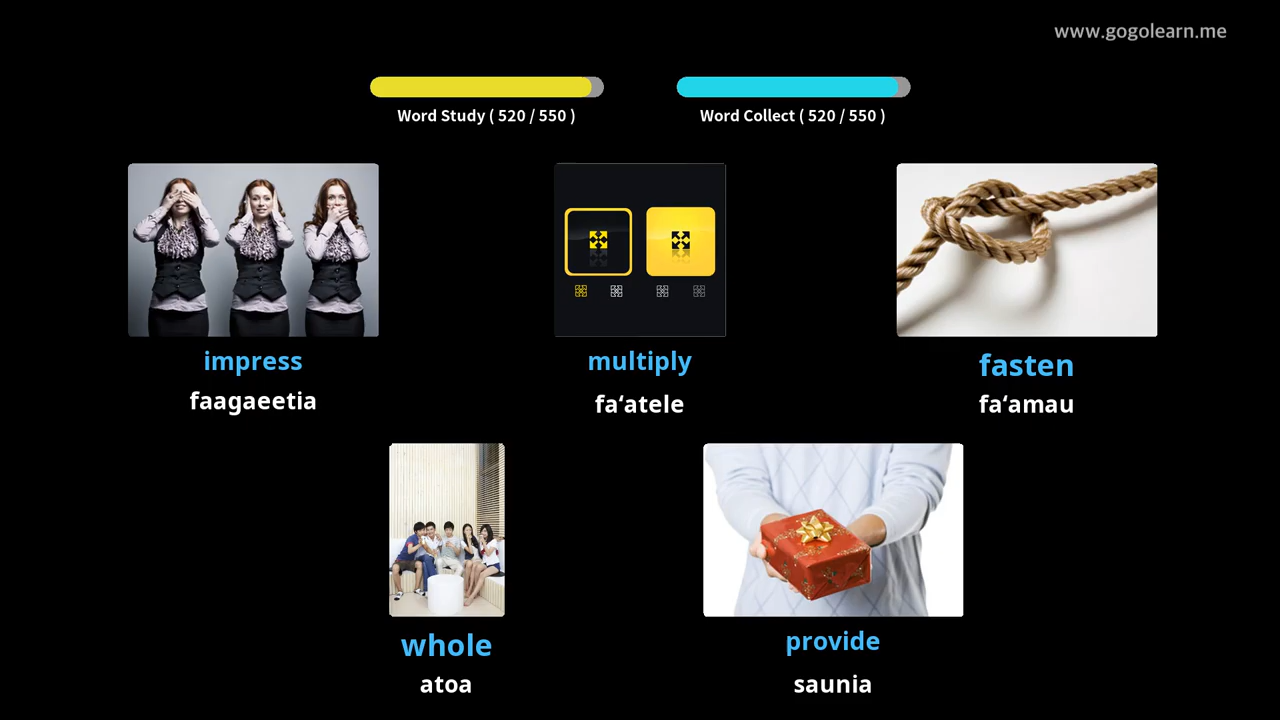 www.gogolearn.me
Word Study ( 520 / 550 )
Word Collect ( 520 / 550 )
impress
faagaeetia
multiply
fa‘atele
fasten
fa‘amau
whole
atoa
provide
saunia